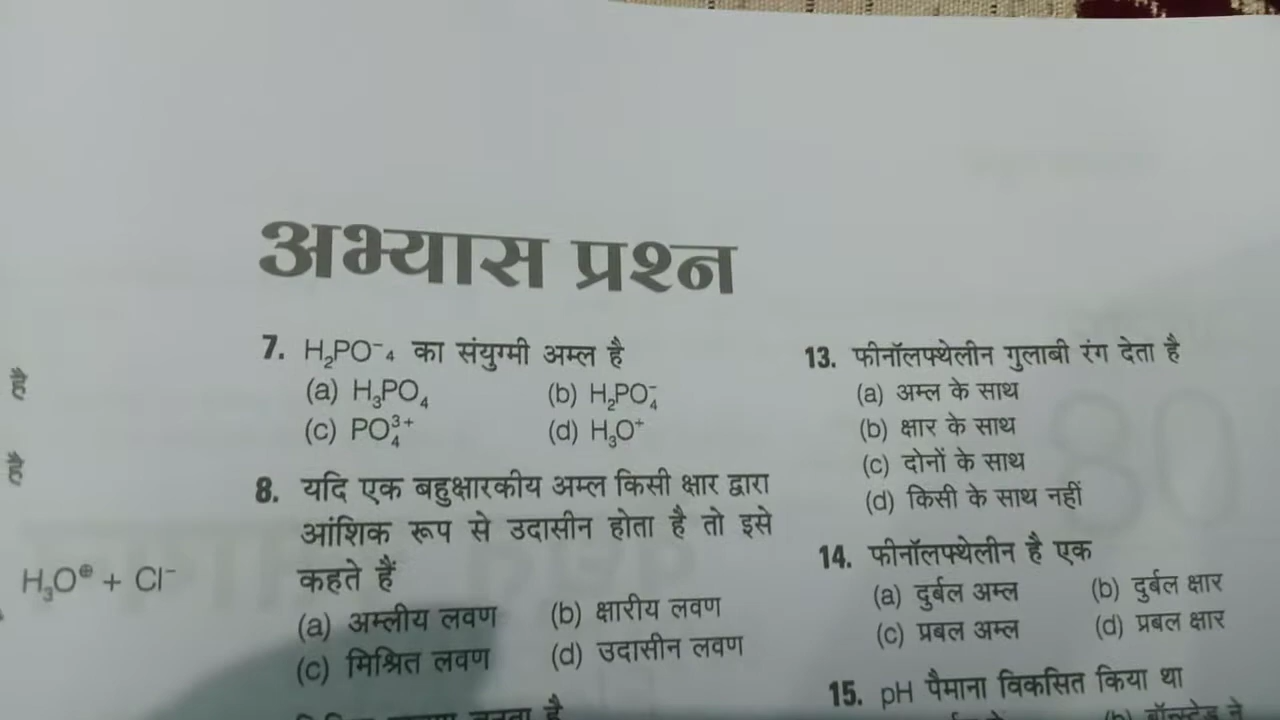 अभ्यास प्रश्न
है
है
H₃O⊕ + Cl⁻
7. H₂PO⁻₄ का संयुग्मी अम्ल है
(a) H₃PO₄ (b) H₂PO₄⁻
(c) PO₄³⁺ (d) H₃O⁺
8. यदि एक बहुक्षारकीय अम्ल किसी क्षार द्वारा
आंशिक रूप से उदासीन होता है तो इसे
कहते हैं
(a) अम्लीय लवण (b) क्षारीय लवण
(c) मिश्रित लवण (d) उदासीन लवण
है
13. फीनॉलफ्थेलीन गुलाबी रंग देता है
(a) अम्ल के साथ
(b) क्षार के साथ
(c) दोनों के साथ
(d) किसी के साथ नहीं
14. फीनॉलफ्थेलीन है एक
(a) दुर्बल अम्ल (b) दुर्बल क्षार
(c) प्रबल अम्ल (d) प्रबल क्षार
15. pH पैमाना विकसित किया था